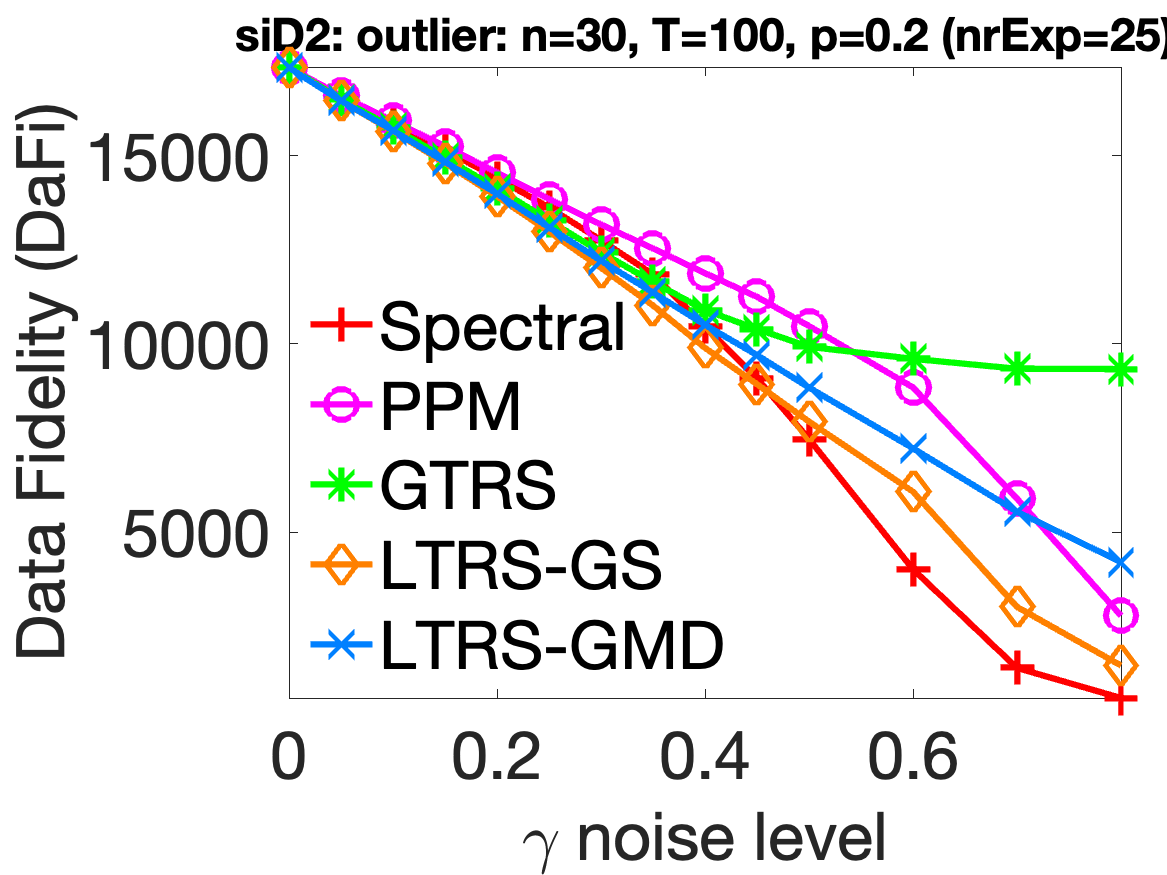 siD2: outlier: n=30, T=100, p=0.2 (nrExp=25)
Data Fidelity (DaFi)
15000
10000
5000
Spectral
PPM
GTRS
LTRS-GS
LTRS-GMD
0 0.2 0.4 0.6
γ noise level